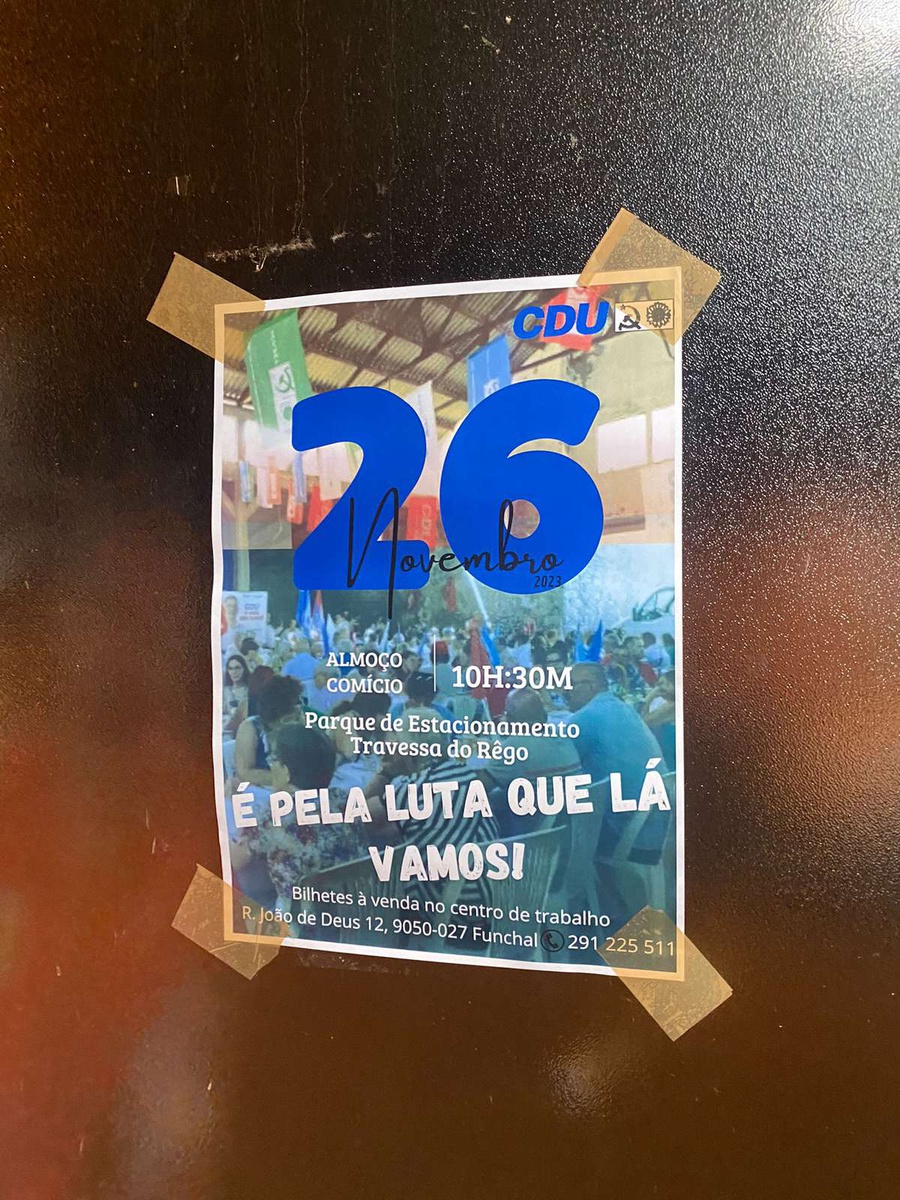 CDU
26
Novembro
2023
ALMOÇO
COMÍCIO
10H:30M
Parque de Estacionamento
Travessa do Rêgo
É PELA LUTA QUE LÁ
VAMOS!
Bilhetes à venda no centro de trabalho
R. João de Deus 12, 9050-027 Funchal 291 225 511